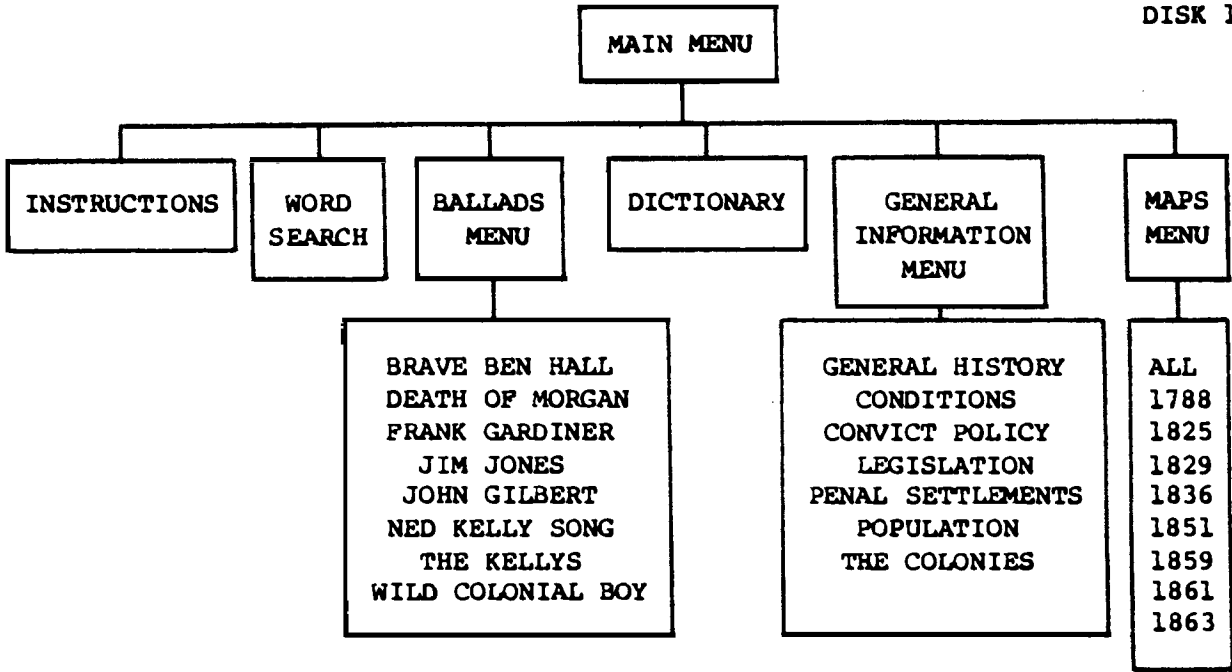 DISK
MAIN MENU
INSTRUCTIONS
WORD
SEARCH
BALLADS
MENU
DICTIONARY
GENERAL
INFORMATION
MENU
MAPS
MENU
BRAVE BEN HALL
DEATH OF MORGAN
FRANK GARDINER
JIM JONES
JOHN GILBERT
NED KELLY SONG
THE KELLYS
WILD COLONIAL BOY
GENERAL HISTORY
CONDITIONS
CONVICT POLICY
LEGISLATION
PENAL SETTLEMENTS
POPULATION
THE COLONIES
ALL
1788
1825
1829
1836
1851
1859
1861
1863